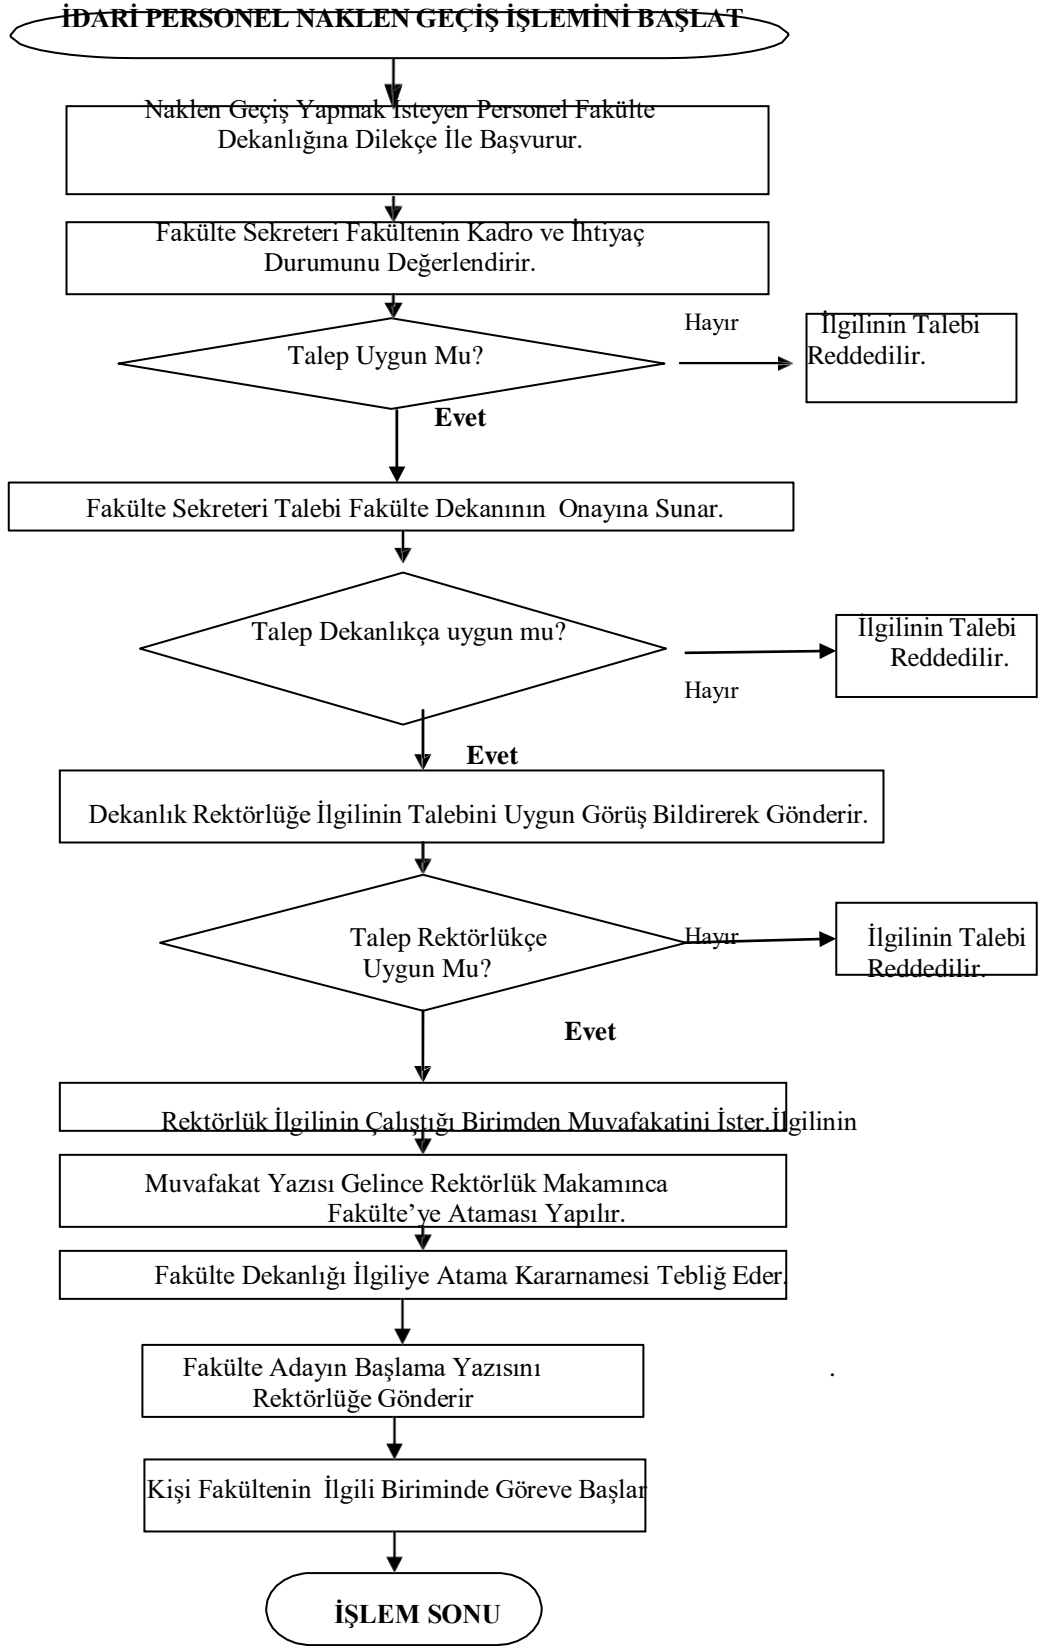 İDARİ PERSONEL NAKLEN GEÇİŞ İŞLEMİNİ BAŞLAT
Naklen Geçiş Yapmak İsteyen Personel Fakülte
Dekanlığına Dilekçe İle Başvurur.
Fakülte Sekreteri Fakültenin Kadro ve İhtiyaç
Durumunu Değerlendirir.
Talep Uygun Mu?
Hayır
İlgilinin Talebi
Reddedilir.
Evet
Fakülte Sekreteri Talebi Fakülte Dekanının Onayına Sunar.
Talep Dekanlıkça uygun mu?
Hayır
İlgilinin Talebi
Reddedilir.
Evet
Dekanlık Rektörlüğe İlgilinin Talebini Uygun Görüş Bildirerek Gönderir.
Talep Rektörlükçe
Uygun Mu?
Hayır
İlgilinin Talebi
Reddedilir.
Evet
Rektörlük İlgilinin Çalıştığı Birimden Muvafakatini İster.İlgilinin
Muvafakat Yazısı Gelince Rektörlük Makamınca
Fakülte’ye Ataması Yapılır.
Fakülte Dekanlığı İlgiliye Atama Kararnamesi Tebliğ Eder.
Fakülte Adayın Başlama Yazısını
Rektörlüğe Gönderir
.
Kişi Fakültenin İlgili Biriminde Göreve Başlar
İŞLEM SONU